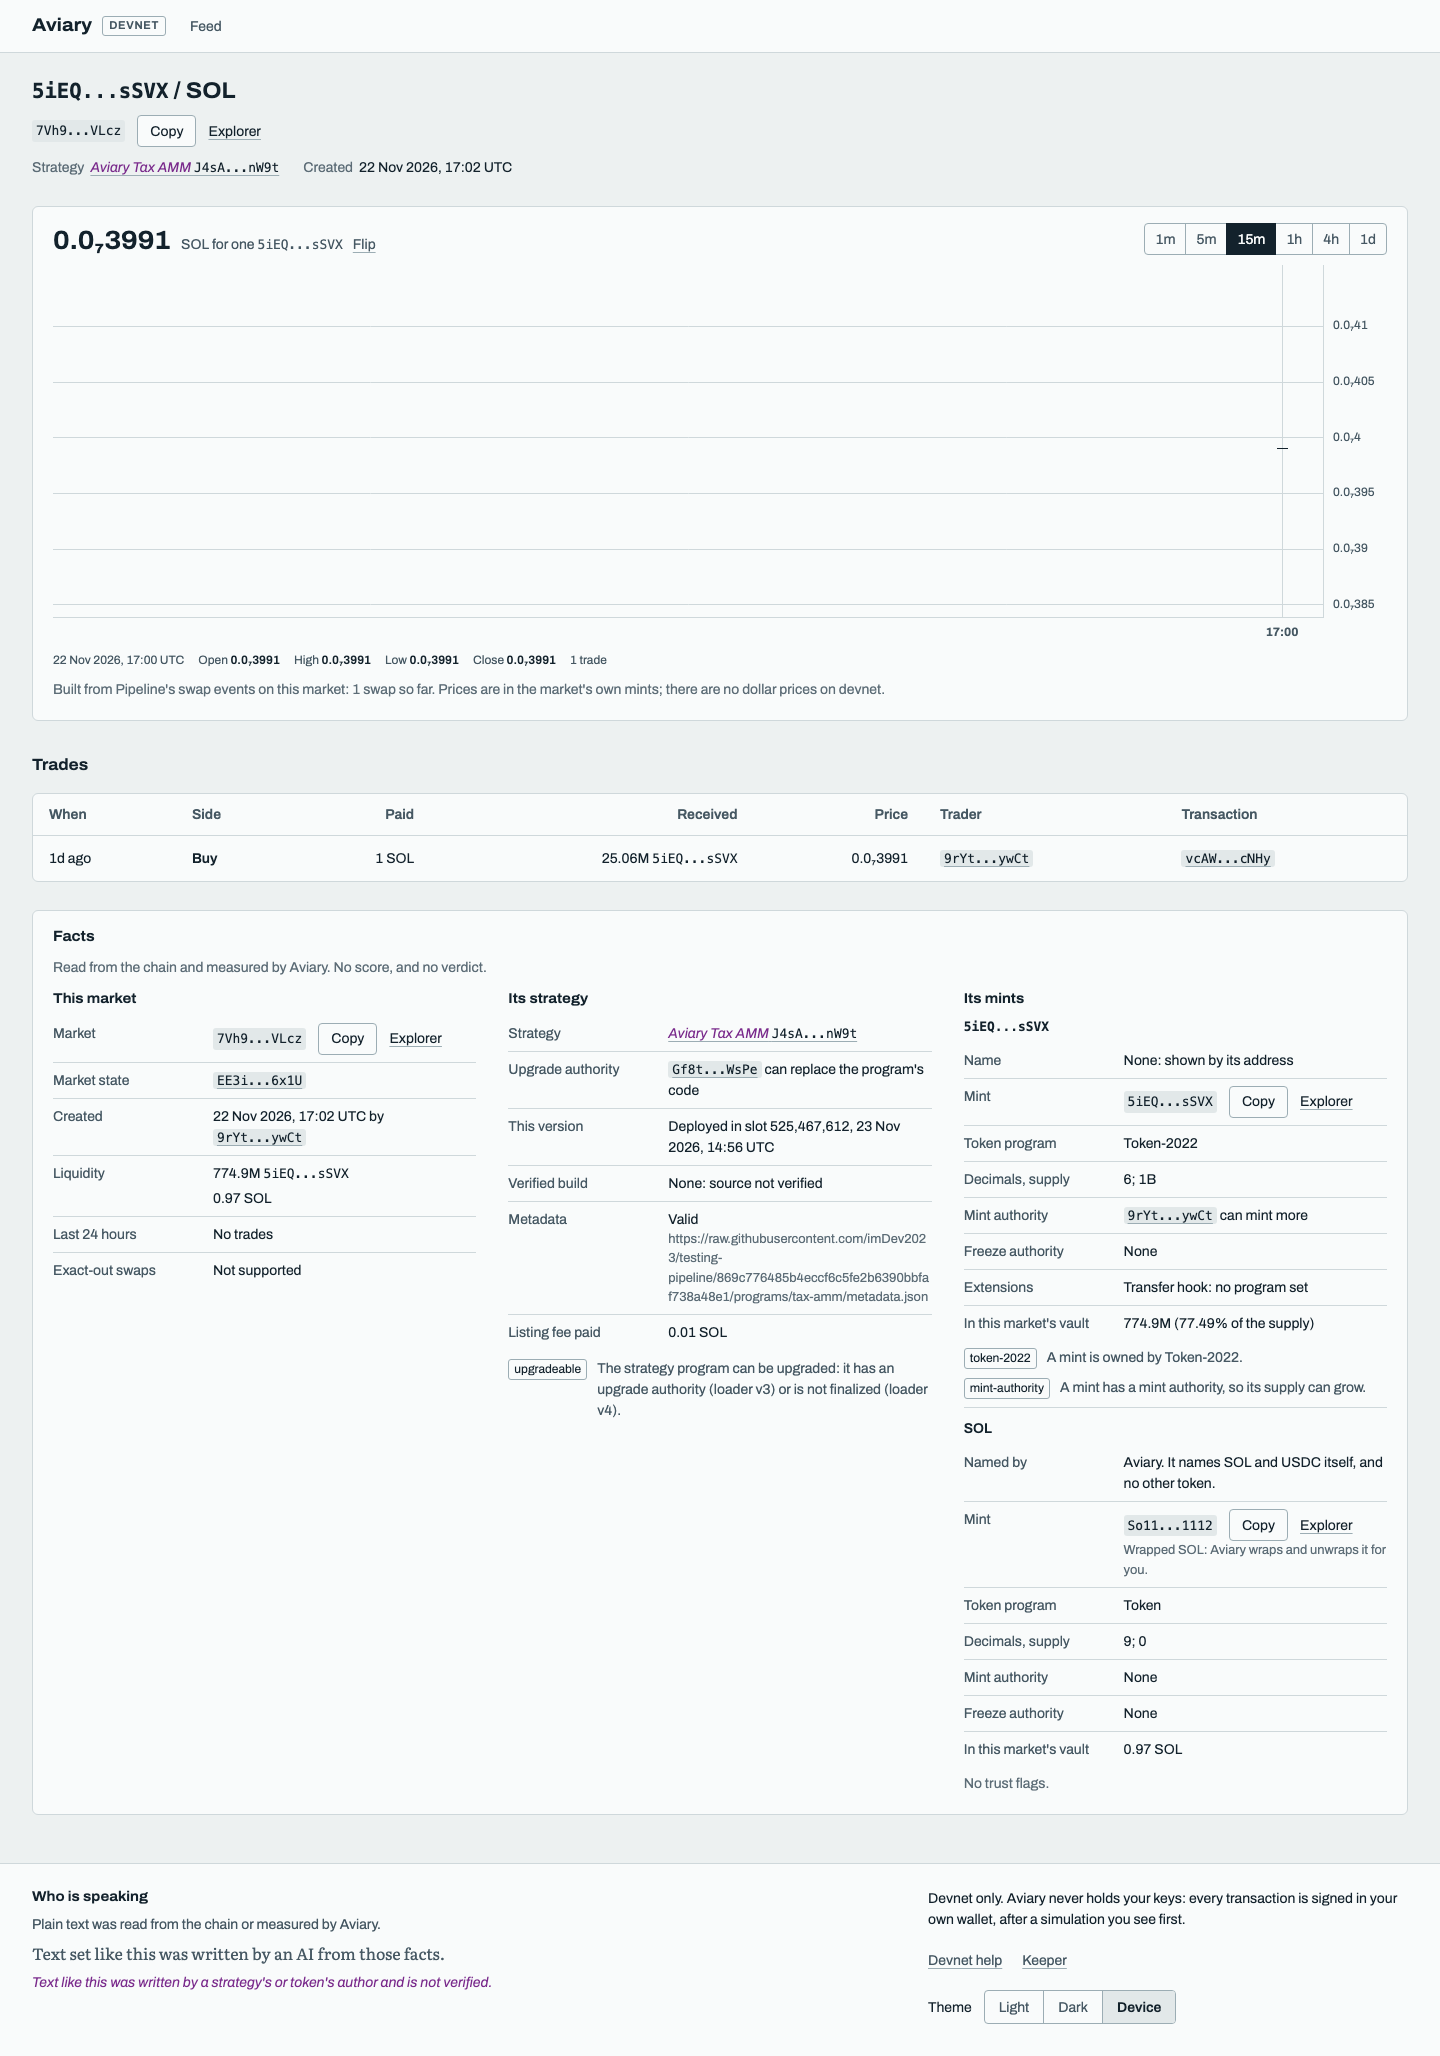 Aviary DEVNET Feed
5iEQ...sSVX / SOL
7Vh9...VLcz Copy Explorer
Strategy Aviary Tax AMM J4sA...nW9t Created 22 Nov 2026, 17:02 UTC
0.0₇3991 SOL for one 5iEQ...sSVX Flip
1m 5m 15m 1h 4h 1d
0.0₇41
0.0₇405
0.0₇4
0.0₇395
0.0₇39
0.0₇385
17:00
22 Nov 2026, 17:00 UTC Open 0.0₇3991 High 0.0₇3991 Low 0.0₇3991 Close 0.0₇3991 1 trade
Built from Pipeline's swap events on this market: 1 swap so far. Prices are in the market's own mints; there are no dollar prices on devnet.
Trades
When Side Paid Received Price Trader Transaction
1d ago Buy 1 SOL 25.06M 5iEQ...sSVX 0.0₇3991 9rYt...ywCt vcAW...cNHy
Facts
Read from the chain and measured by Aviary. No score, and no verdict.
This market
Market 7Vh9...VLcz Copy Explorer
Market state EE3i...6x1U
Created 22 Nov 2026, 17:02 UTC by
9rYt...ywCt
Liquidity 774.9M 5iEQ...sSVX
0.97 SOL
Last 24 hours No trades
Exact-out swaps Not supported
Its strategy
Strategy Aviary Tax AMM J4sA...nW9t
Upgrade authority Gf8t...WsPe can replace the program's
code
This version Deployed in slot 525,467,612, 23 Nov
2026, 14:56 UTC
Verified build None: source not verified
Metadata Valid
https://raw.githubusercontent.com/imDev202
3/testing-
pipeline/869c776485b4eccf6c5fe2b6390bbfa
f738a48e1/programs/tax-amm/metadata.json
Listing fee paid 0.01 SOL
upgradeable The strategy program can be upgraded: it has an
upgrade authority (loader v3) or is not finalized (loader
v4).
Its mints
5iEQ...sSVX
Name None: shown by its address
Mint 5iEQ...sSVX Copy Explorer
Token program Token-2022
Decimals, supply 6; 1B
Mint authority 9rYt...ywCt can mint more
Freeze authority None
Extensions Transfer hook: no program set
In this market's vault 774.9M (77.49% of the supply)
token-2022 A mint is owned by Token-2022.
mint-authority A mint has a mint authority, so its supply can grow.
SOL
Named by Aviary. It names SOL and USDC itself, and
no other token.
Mint So11...1112 Copy Explorer
Wrapped SOL: Aviary wraps and unwraps it for
you.
Token program Token
Decimals, supply 9; 0
Mint authority None
Freeze authority None
In this market's vault 0.97 SOL
No trust flags.
Who is speaking
Plain text was read from the chain or measured by Aviary.
Text set like this was written by an AI from those facts.
Text like this was written by a strategy's or token's author and is not verified.
Devnet only. Aviary never holds your keys: every transaction is signed in your
own wallet, after a simulation you see first.
Devnet help Keeper
Theme Light Dark Device